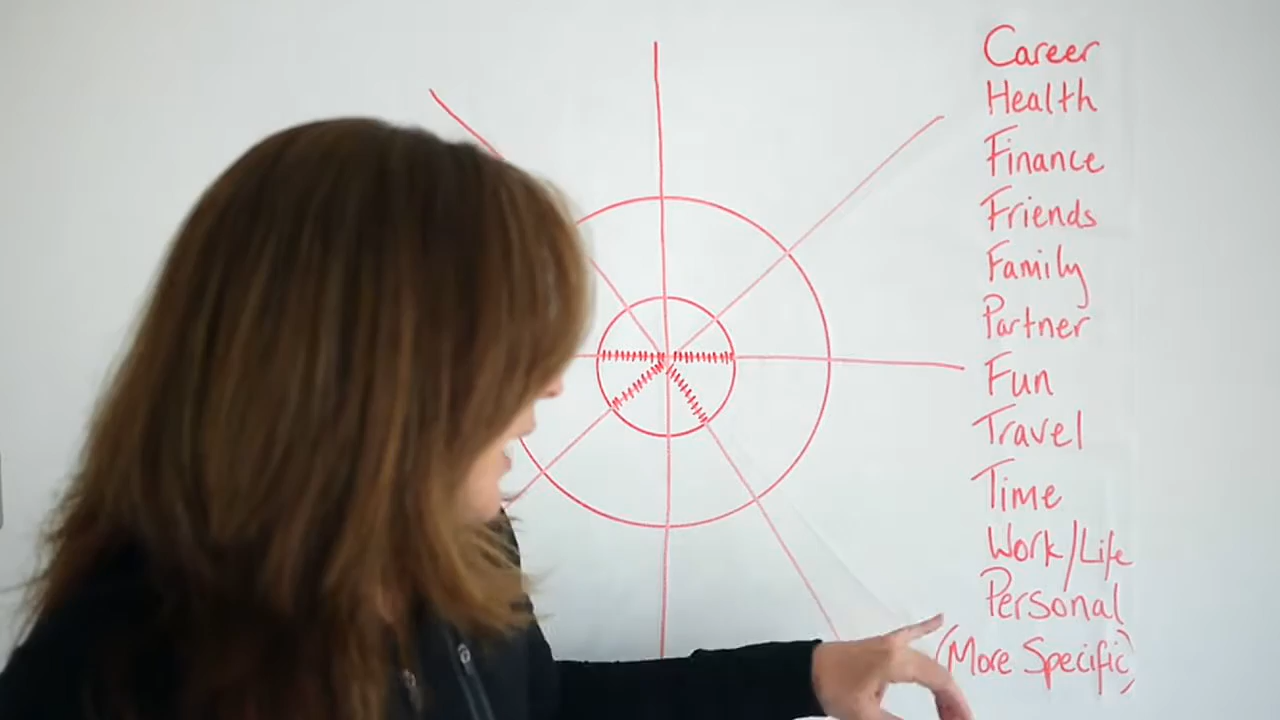 Career
Health
Finance
Friends
Family
Partner
Fun
Travel
Time
Work/Life
Personal
(More Specific)